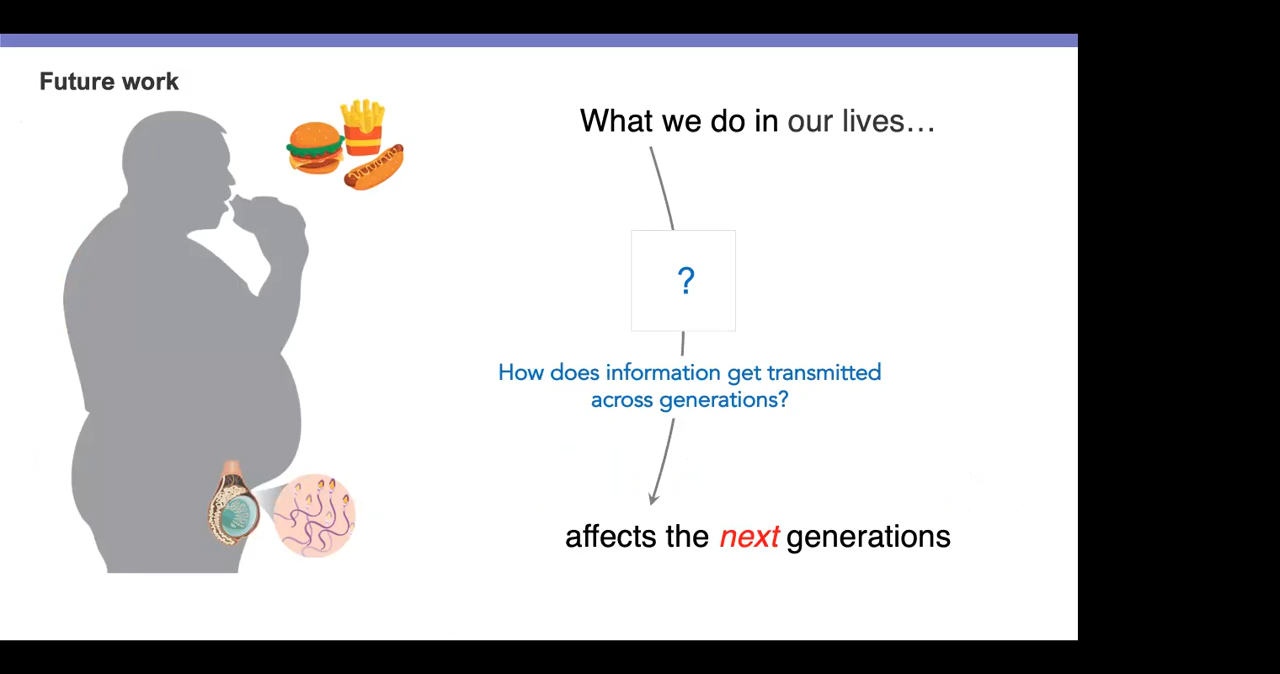 Future work
What we do in our lives…
?
How does information get transmitted
across generations?
affects the next generations